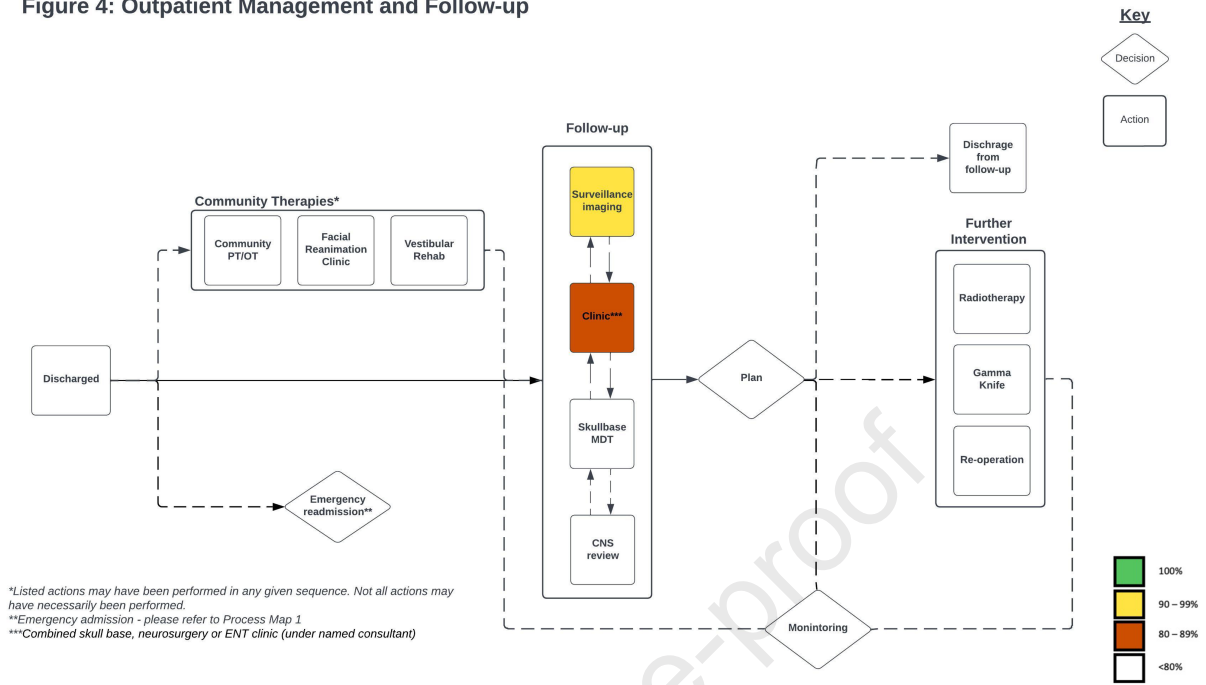 Figure 4: Outpatient Management and Follow-up
Key
Decision
Action
Follow-up
Surveillance
imaging
Clinic***
Skullbase
MDT
CNS
review
Community Therapies*
Community
PT/OT
Facial
Reanimation
Clinic
Vestibular
Rehab
Discharged
Emergency
readmission**
Plan
Dischrage
from
follow-up
Further
Intervention
Radiotherapy
Gamma
Knife
Re-operation
Monintoring
*Listed actions may have been performed in any given sequence. Not all actions may
have necessarily been performed.
**Emergency admission - please refer to Process Map 1
***Combined skull base, neurosurgery or ENT clinic (under named consultant)
100%
90 – 99%
80 – 89%
<80%
e-proof